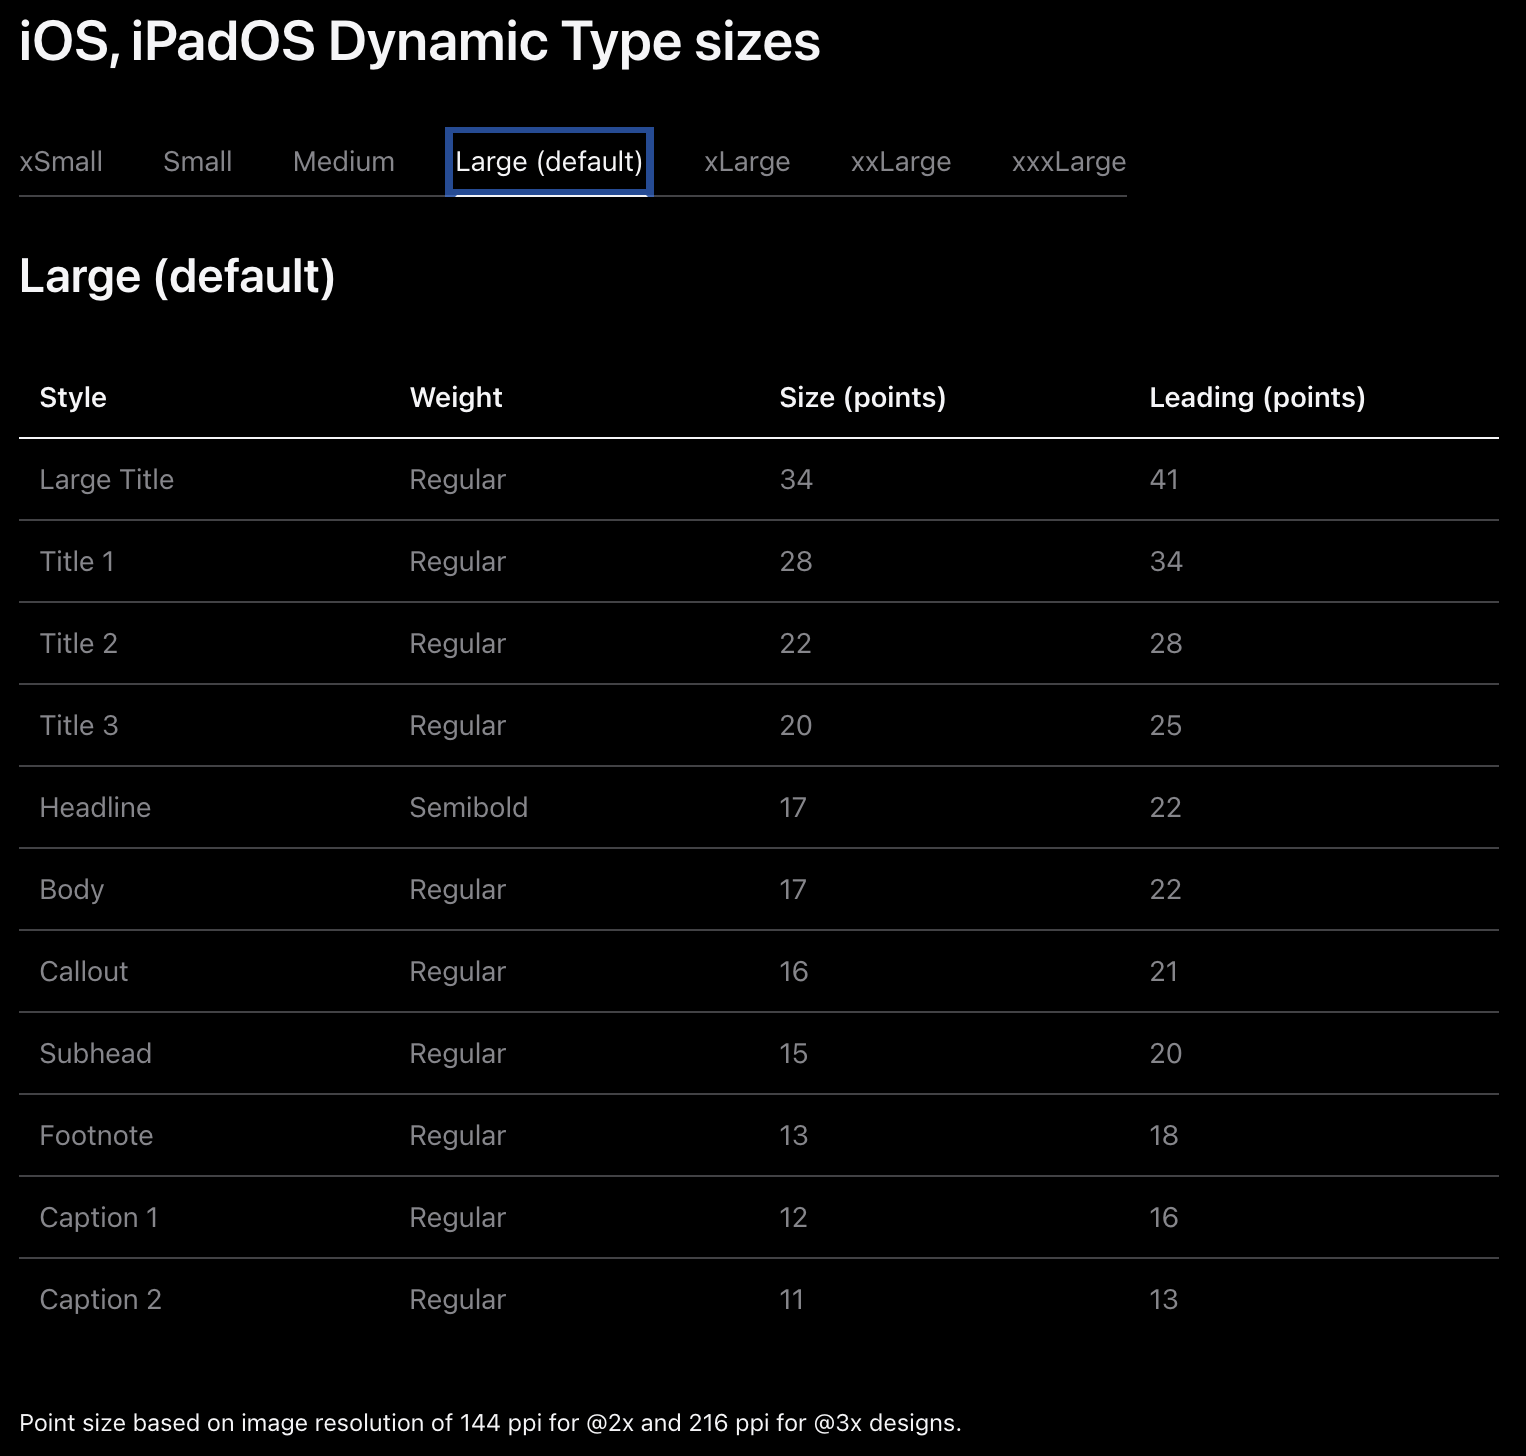 iOS, iPadOS Dynamic Type sizes
xSmall Small Medium Large (default) xLarge xxLarge xxxLarge
Large (default)
Style Weight Size (points) Leading (points)
Large Title Regular 34 41
Title 1 Regular 28 34
Title 2 Regular 22 28
Title 3 Regular 20 25
Headline Semibold 17 22
Body Regular 17 22
Callout Regular 16 21
Subhead Regular 15 20
Footnote Regular 13 18
Caption 1 Regular 12 16
Caption 2 Regular 11 13
Point size based on image resolution of 144 ppi for @2x and 216 ppi for @3x designs.